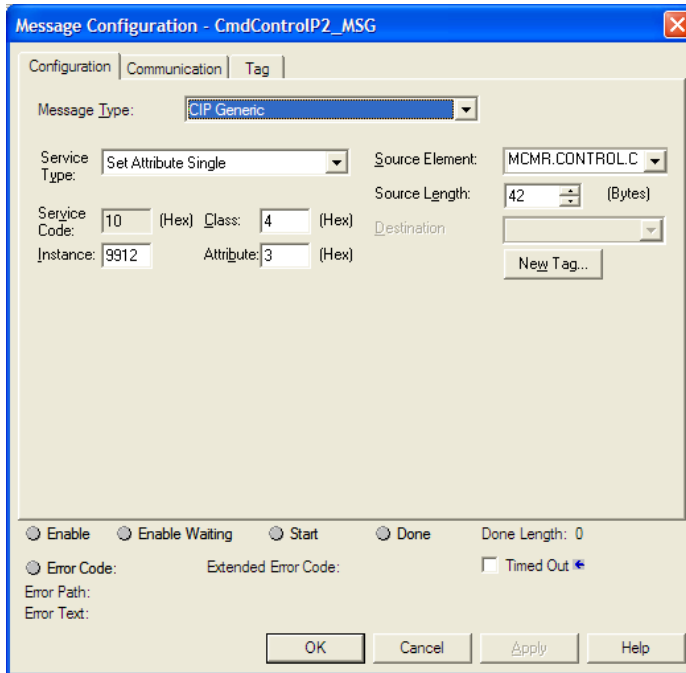 Message Configuration - CmdControlP2_MSG
Configuration Communication Tag
Message Type: CIP Generic
Service Type: Set Attribute Single
Source Element: MCMR.CONTROL.C
Source Length: 42 (Bytes)
Service Code: 10 (Hex) Class: 4 (Hex)
Destination
Instance: 9912 Attribute: 3 (Hex)
New Tag...
Enable Enable Waiting Start Done Done Length: 0
Error Code: Extended Error Code: Timed Out
Error Path:
Error Text:
OK Cancel Apply Help